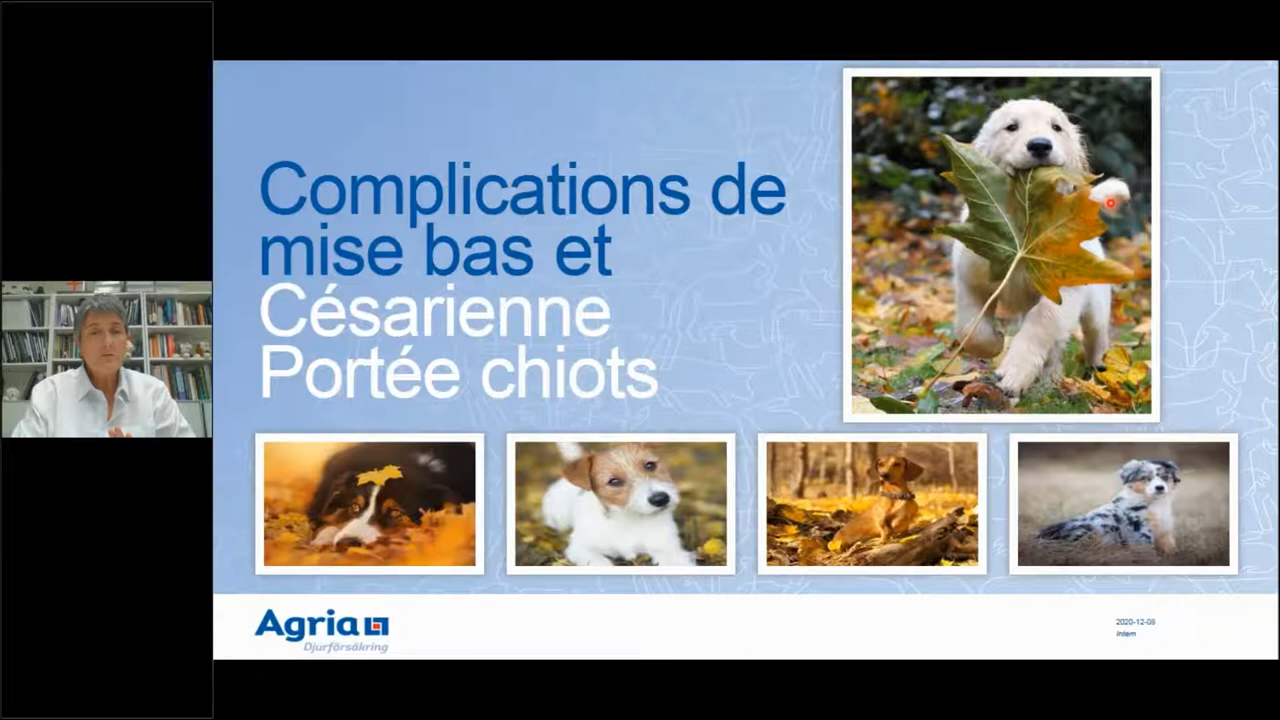 Complications de
mise bas et
Césarienne
Portée chiots
Agria
Djurförsäkring
2020-12-08
Intern